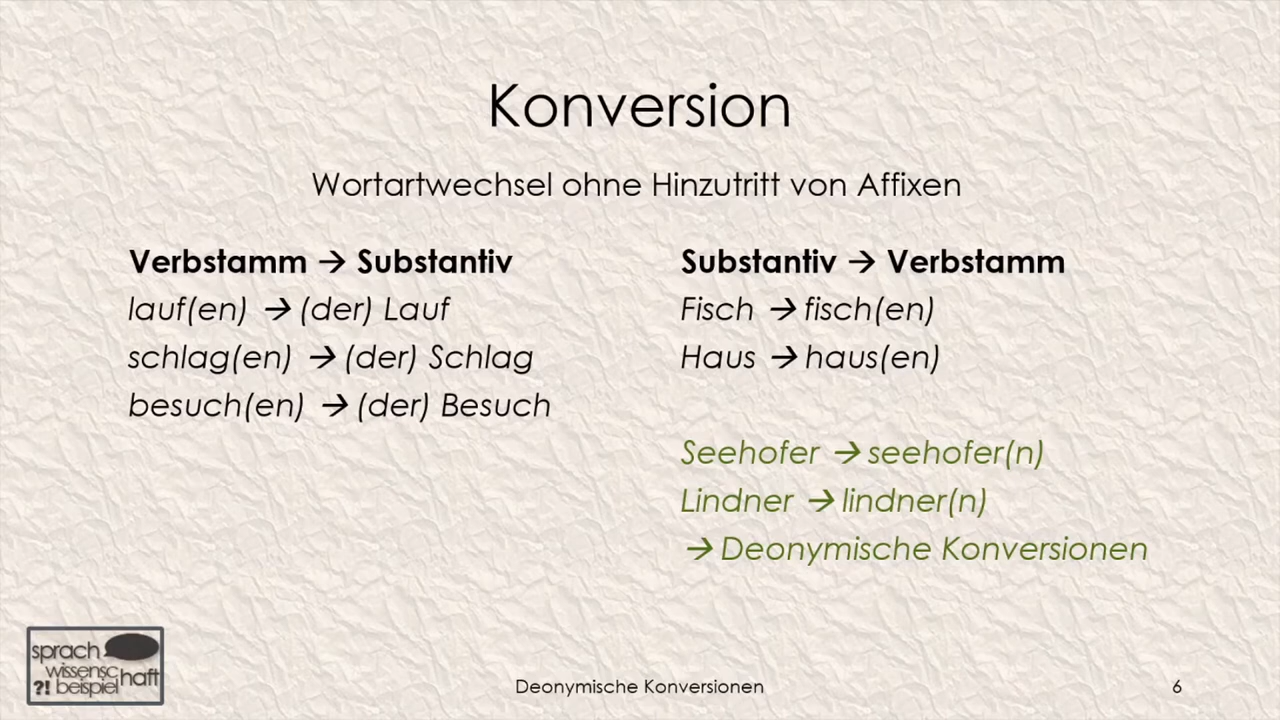 Konversion
Wortartwechsel ohne Hinzutritt von Affixen
Verbstamm → Substantiv
lauf(en) → (der) Lauf
schlag(en) → (der) Schlag
besuch(en) → (der) Besuch
Substantiv → Verbstamm
Fisch → fisch(en)
Haus → haus(en)
Seehofer → seehofer(n)
Lindner → lindner(n)
→ Deonymische Konversionen
sprach
wissensc
haft
?! beispiel
Deonymische Konversionen
6